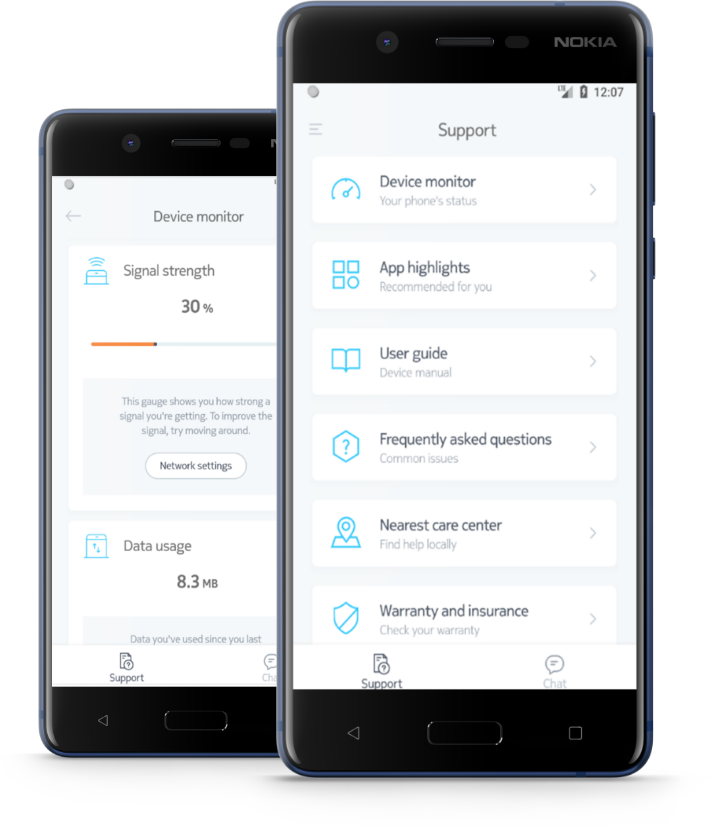 NOKIA
LTE 12:07
Support
Device monitor
Your phone's status
App highlights
Recommended for you
User guide
Device manual
Frequently asked questions
Common issues
Nearest care center
Find help locally
Warranty and insurance
Check your warranty
Support
Chat
Device monitor
Signal strength
30 %
This gauge shows you how strong a
signal you're getting. To improve the
signal, try moving around.
Network settings
Data usage
8.3 MB
Data you've used since you last
Support